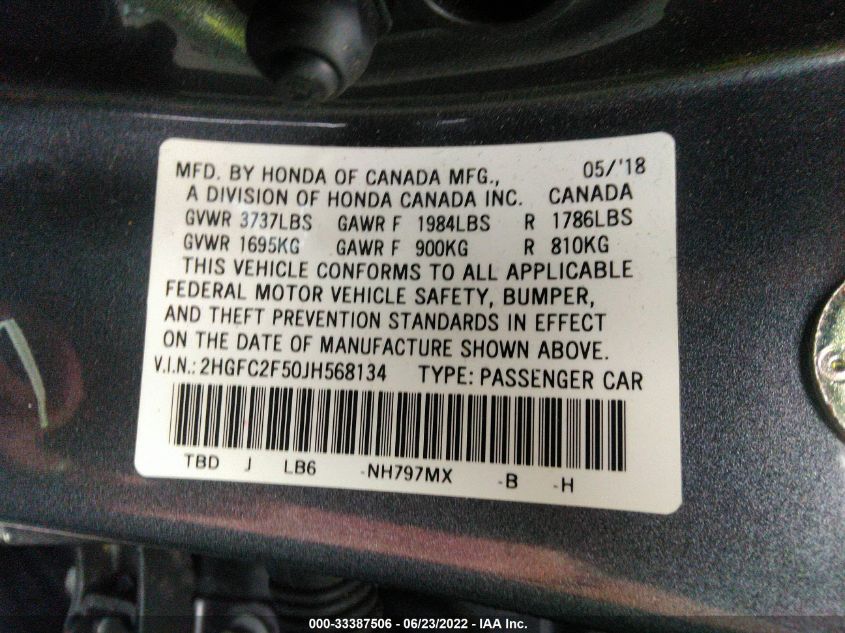 MFD. BY HONDA OF CANADA MFG., 05/'18
A DIVISION OF HONDA CANADA INC. CANADA
GVWR 3737LBS GAWR F 1984LBS R 1786LBS
GVWR 1695KG GAWR F 900KG R 810KG
THIS VEHICLE CONFORMS TO ALL APPLICABLE
FEDERAL MOTOR VEHICLE SAFETY, BUMPER,
AND THEFT PREVENTION STANDARDS IN EFFECT
ON THE DATE OF MANUFACTURE SHOWN ABOVE.
V.I.N.: 2HGFC2F50JH568134 TYPE: PASSENGER CAR
TBD J LB6 -NH797MX -B -H
000-33387506 - 06/23/2022 - IAA Inc.